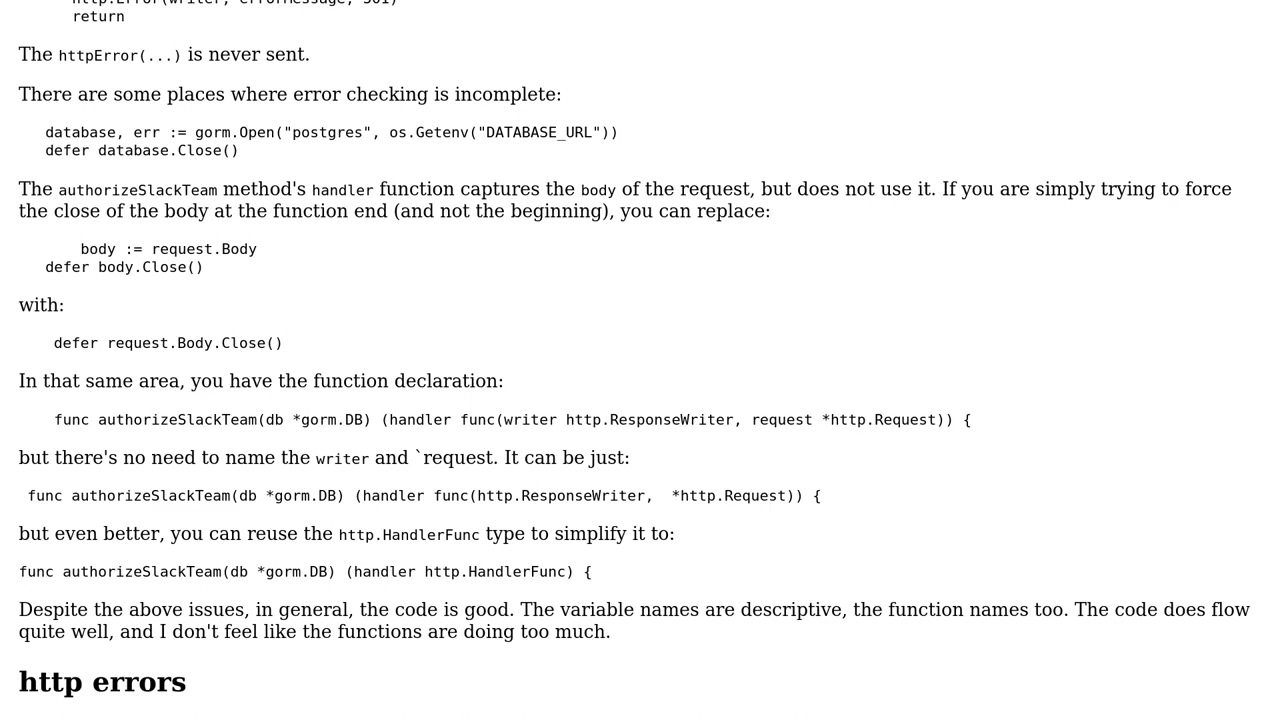 http.Error(writer, errorMessage, 501)
return
The httpError(...) is never sent.
There are some places where error checking is incomplete:
database, err := gorm.Open("postgres", os.Getenv("DATABASE_URL"))
defer database.Close()
The authorizeSlackTeam method's handler function captures the body of the request, but does not use it. If you are simply trying to force
the close of the body at the function end (and not the beginning), you can replace:
body := request.Body
defer body.Close()
with:
defer request.Body.Close()
In that same area, you have the function declaration:
func authorizeSlackTeam(db *gorm.DB) (handler func(writer http.ResponseWriter, request *http.Request)) {
but there's no need to name the writer and `request. It can be just:
func authorizeSlackTeam(db *gorm.DB) (handler func(http.ResponseWriter,  *http.Request)) {
but even better, you can reuse the http.HandlerFunc type to simplify it to:
func authorizeSlackTeam(db *gorm.DB) (handler http.HandlerFunc) {
Despite the above issues, in general, the code is good. The variable names are descriptive, the function names too. The code does flow
quite well, and I don't feel like the functions are doing too much.
http errors